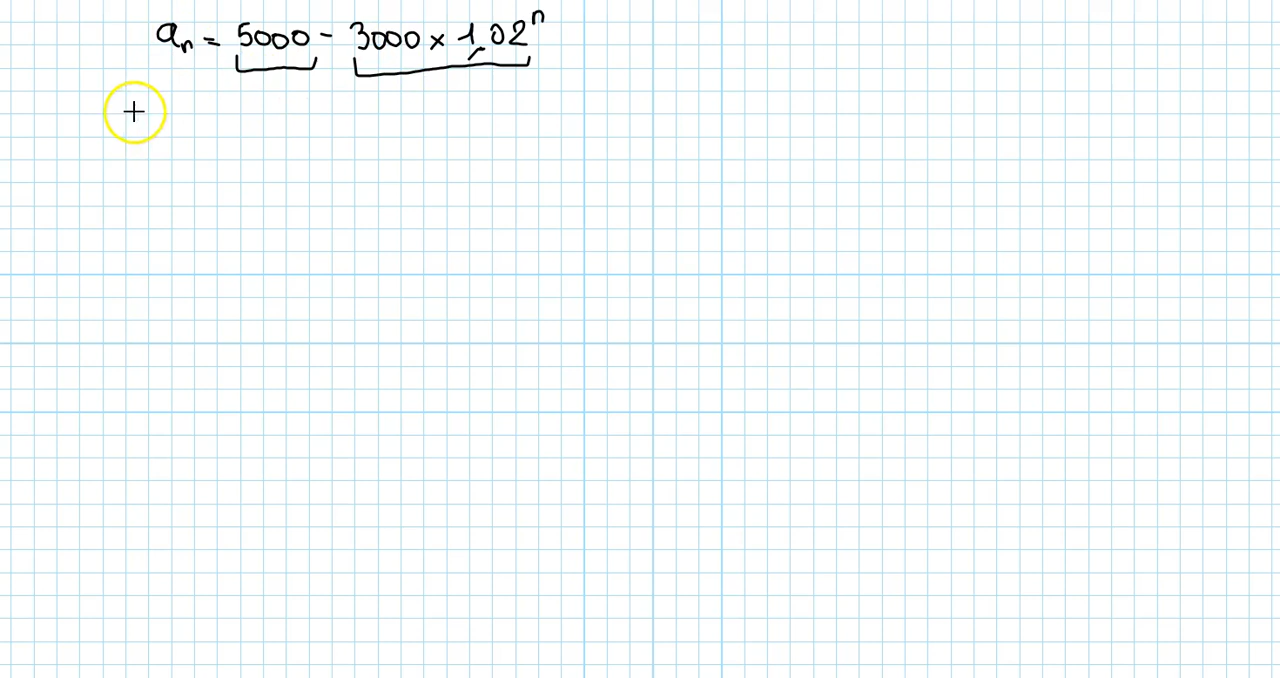 aₙ = 5000 - 3000 × 1,02ⁿ